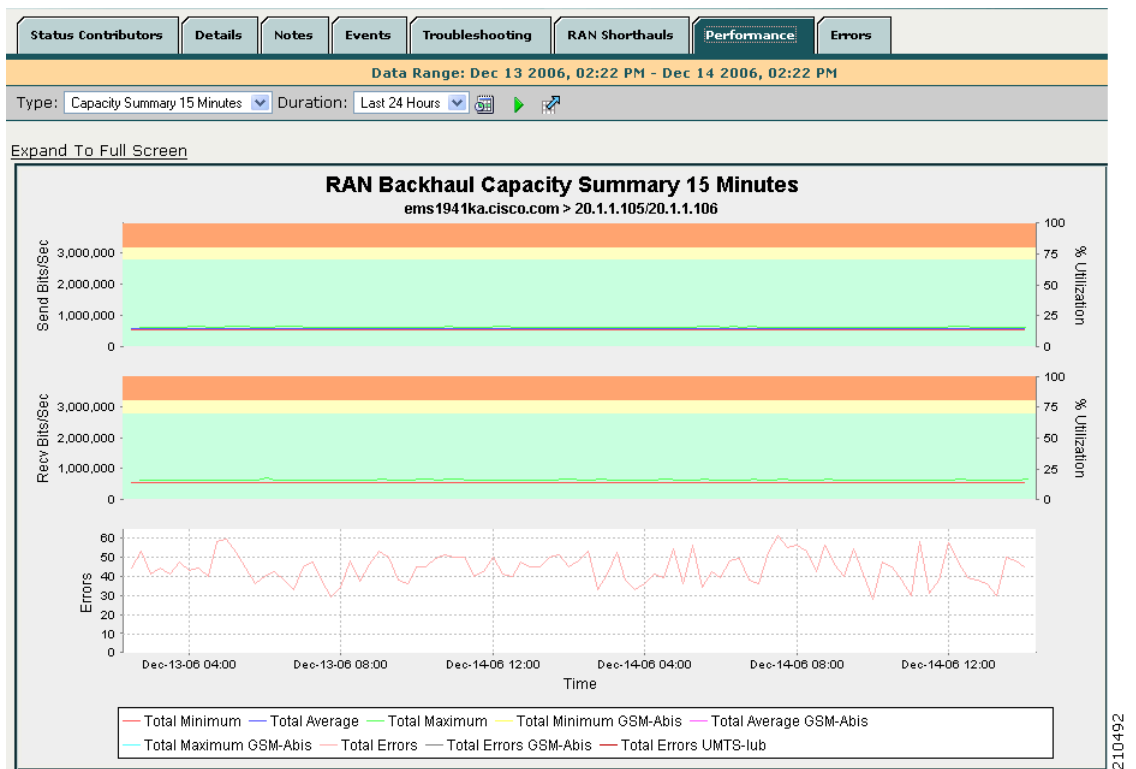 Status Contributors Details Notes Events Troubleshooting RAN Shorthauls Performance Errors
Data Range: Dec 13 2006, 02:22 PM - Dec 14 2006, 02:22 PM
Type: Capacity Summary 15 Minutes Duration: Last 24 Hours
Expand To Full Screen
RAN Backhaul Capacity Summary 15 Minutes
ems1941ka.cisco.com > 20.1.1.105/20.1.1.106
Send Bits/Sec
3,000,000
2,000,000
1,000,000
0
100
75
50
25
0
% Utilization
Recv Bits/Sec
3,000,000
2,000,000
1,000,000
0
100
75
50
25
0
% Utilization
Errors
60
50
40
30
20
10
0
Dec-13-06 04:00 Dec-13-06 08:00 Dec-14-06 12:00 Dec-14-06 04:00 Dec-14-06 08:00 Dec-14-06 12:00
Time
Total Minimum Total Average Total Maximum Total Minimum GSM-Abis Total Average GSM-Abis
Total Maximum GSM-Abis Total Errors Total Errors GSM-Abis Total Errors UMTS-Iub
210492